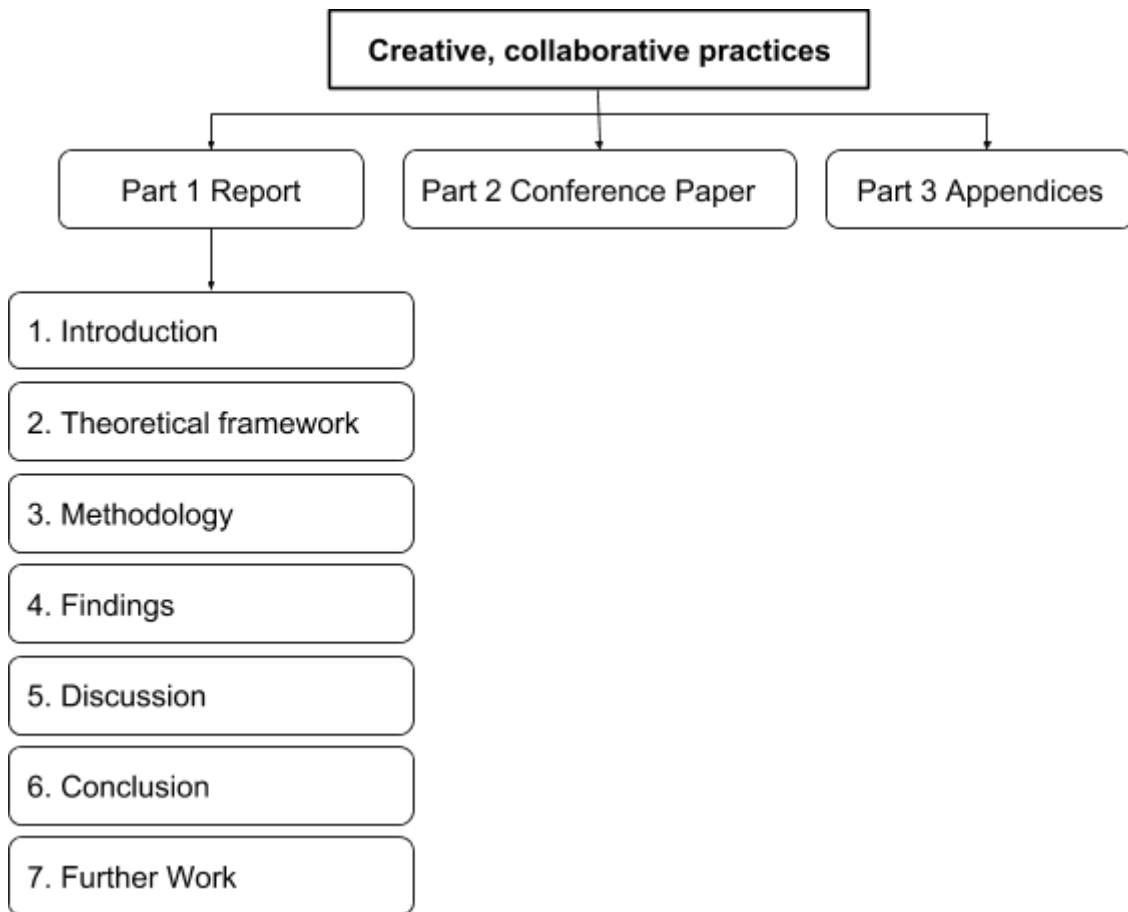 Creative, collaborative practices
Part 1 Report
Part 2 Conference Paper
Part 3 Appendices
1. Introduction
2. Theoretical framework
3. Methodology
4. Findings
5. Discussion
6. Conclusion
7. Further Work